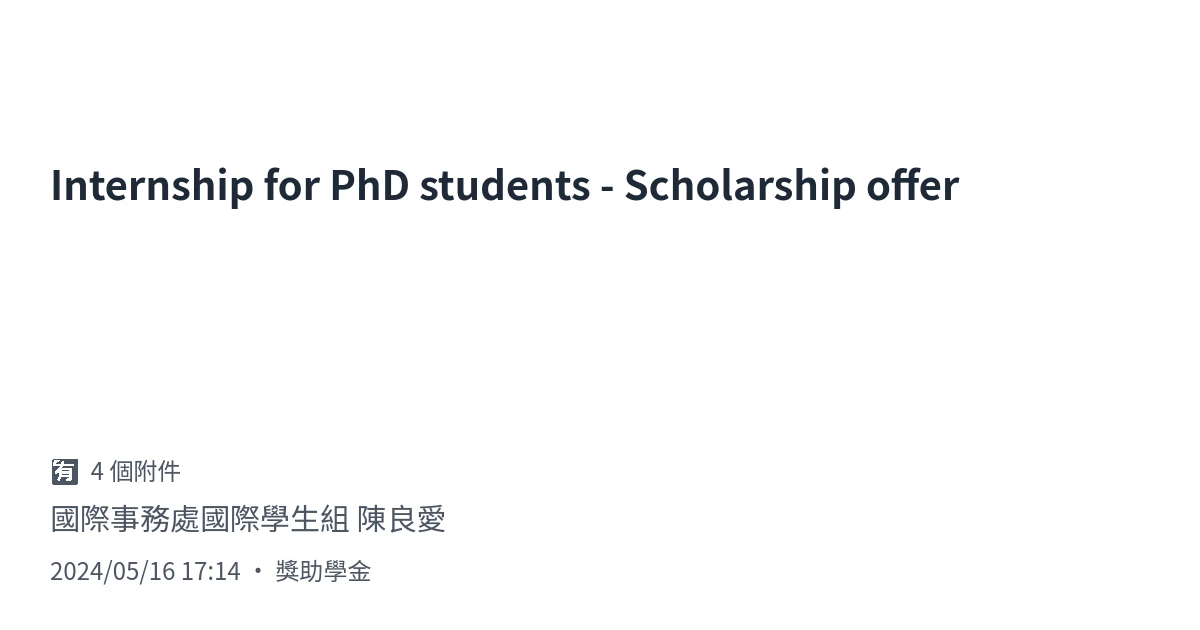 Internship for PhD students - Scholarship offer
🈶 4 個附件
國際事務處國際學生組 陳良愛
2024/05/16 17:14 ・ 獎助學金